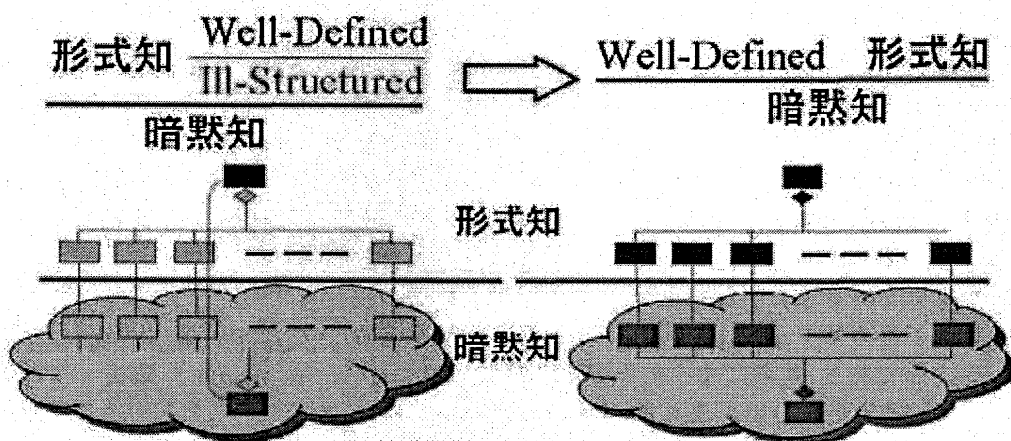 形式知 Well-Defined
Ill-Structured
暗黙知
Well-Defined 形式知
暗黙知
形式知
暗黙知